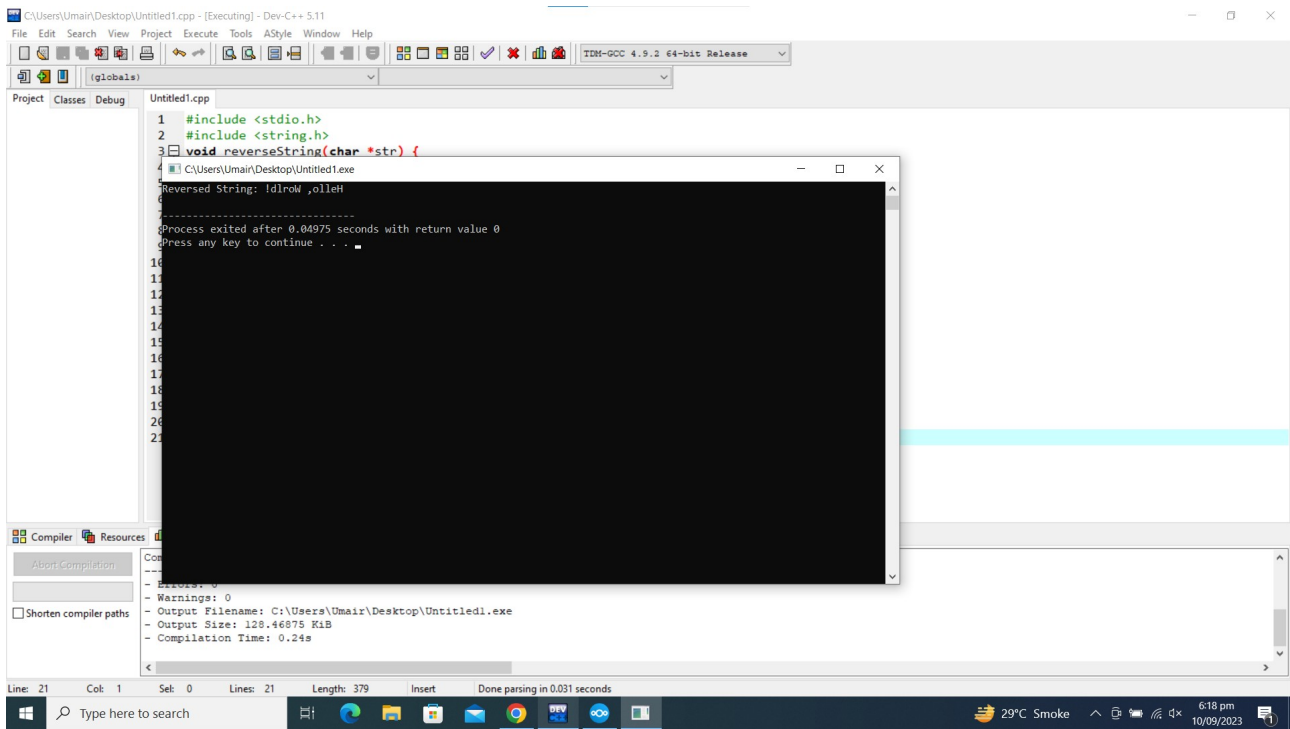 C:\Users\Umair\Desktop\Untitled1.cpp - [Executing] - Dev-C++ 5.11
File Edit Search View Project Execute Tools AStyle Window Help
TDM-GCC 4.9.2 64-bit Release
(globals)
Project Classes Debug Untitled1.cpp
1 #include <stdio.h>
2 #include <string.h>
3 void reverseString(char *str) {
C:\Users\Umair\Desktop\Untitled1.exe
Reversed String: !dlroW ,olleH
--------------------------------
Process exited after 0.04975 seconds with return value 0
Press any key to continue . . .
Compiler Resources
Abort Compilation
Shorten compiler paths
- Errors: 0
- Warnings: 0
- Output Filename: C:\Users\Umair\Desktop\Untitled1.exe
- Output Size: 128.46875 KiB
- Compilation Time: 0.24s
Line: 21 Col: 1 Sel: 0 Lines: 21 Length: 379 Insert Done parsing in 0.031 seconds
Type here to search
DEV
29°C Smoke
6:18 pm
10/09/2023
1